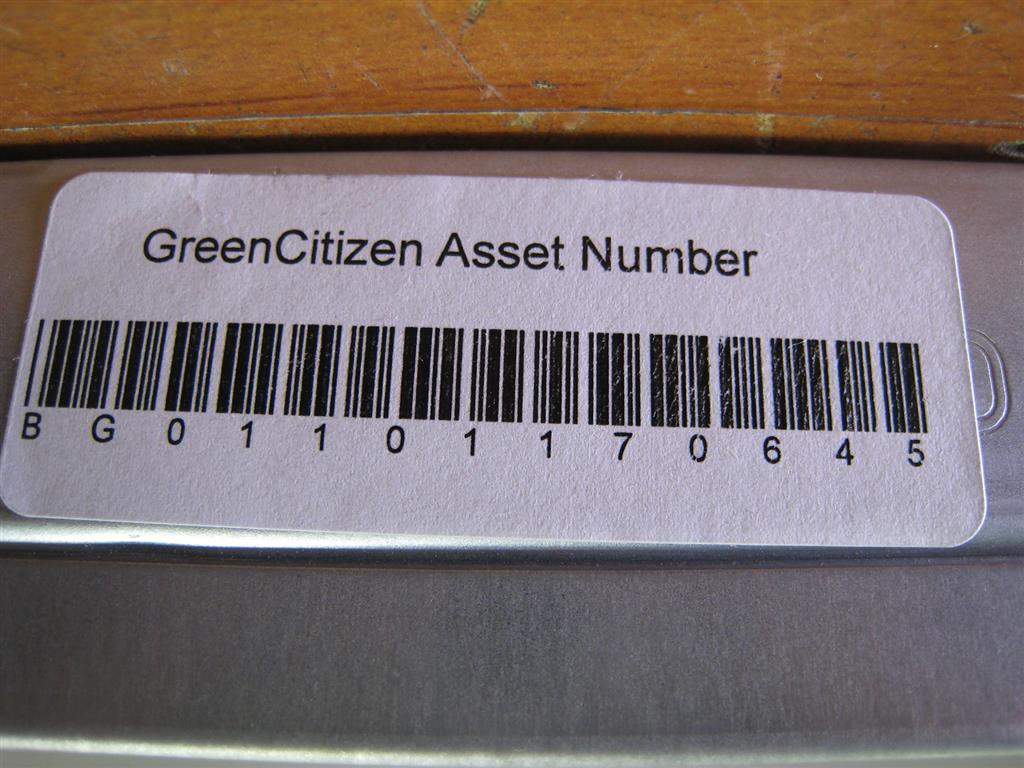 GreenCitizen Asset Number
B G 0 1 1 0 1 1 7 0 6 4 5